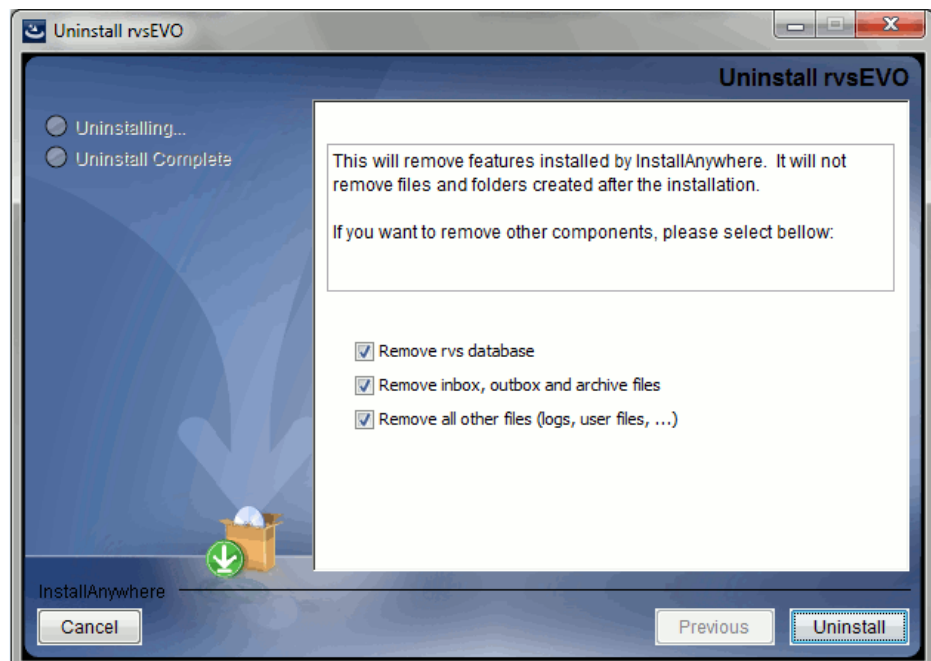 Uninstall rvsEVO
Uninstall rvsEVO
Uninstalling...
Uninstall Complete
This will remove features installed by InstallAnywhere. It will not
remove files and folders created after the installation.
If you want to remove other components, please select bellow:
Remove rvs database
Remove inbox, outbox and archive files
Remove all other files (logs, user files, ...)
InstallAnywhere
Cancel
Previous
Uninstall